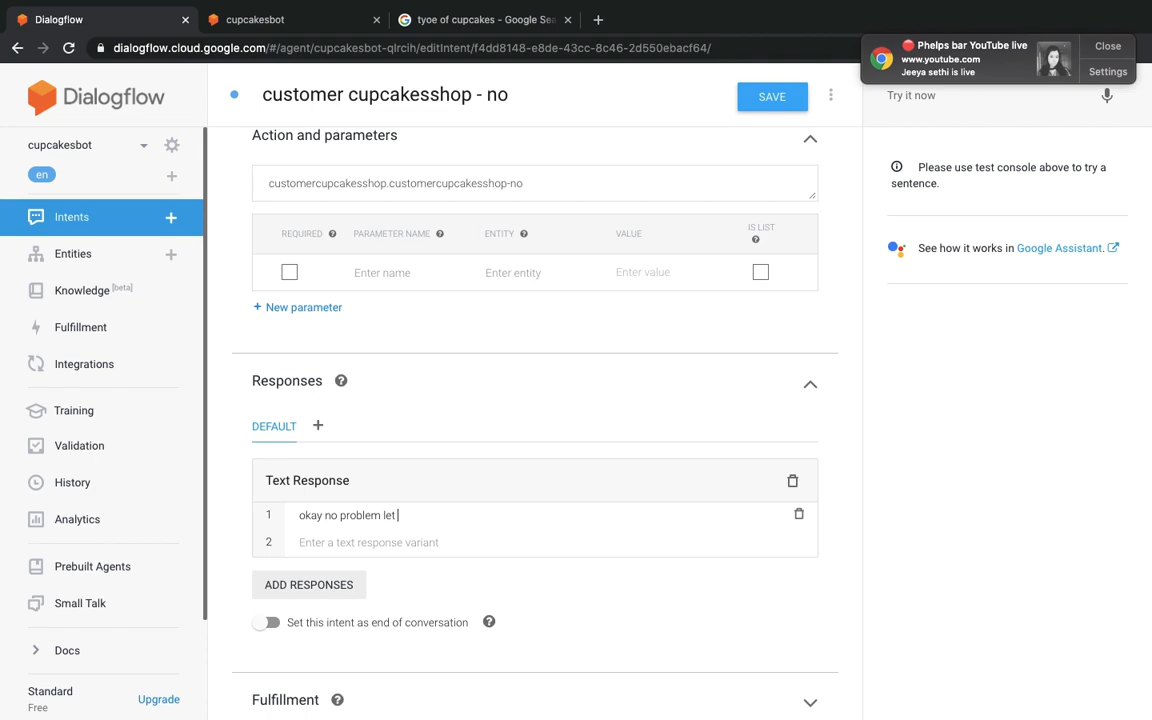 Dialogflow
cupcakesbot
tyoe of cupcakes - Google Sea
dialogflow.cloud.google.com/#/agent/cupcakesbot-qlrcih/editIntent/f4dd8148-e8de-43cc-8c46-2d550ebacf64/
Phelps bar YouTube live
www.youtube.com
Jeeya sethi is live
Close
Settings
Dialogflow
customer cupcakesshop - no
SAVE
Try it now
cupcakesbot
en
Intents
Entities
Knowledge [beta]
Fulfillment
Integrations
Training
Validation
History
Analytics
Prebuilt Agents
Small Talk
Docs
Standard
Free
Upgrade
Action and parameters
customercupcakesshop.customercupcakesshop-no
REQUIRED PARAMETER NAME ENTITY VALUE IS LIST
Enter name Enter entity Enter value
+ New parameter
Responses
DEFAULT
Text Response
1 okay no problem let
2 Enter a text response variant
ADD RESPONSES
Set this intent as end of conversation
Fulfillment
Please use test console above to try a
sentence.
See how it works in Google Assistant.